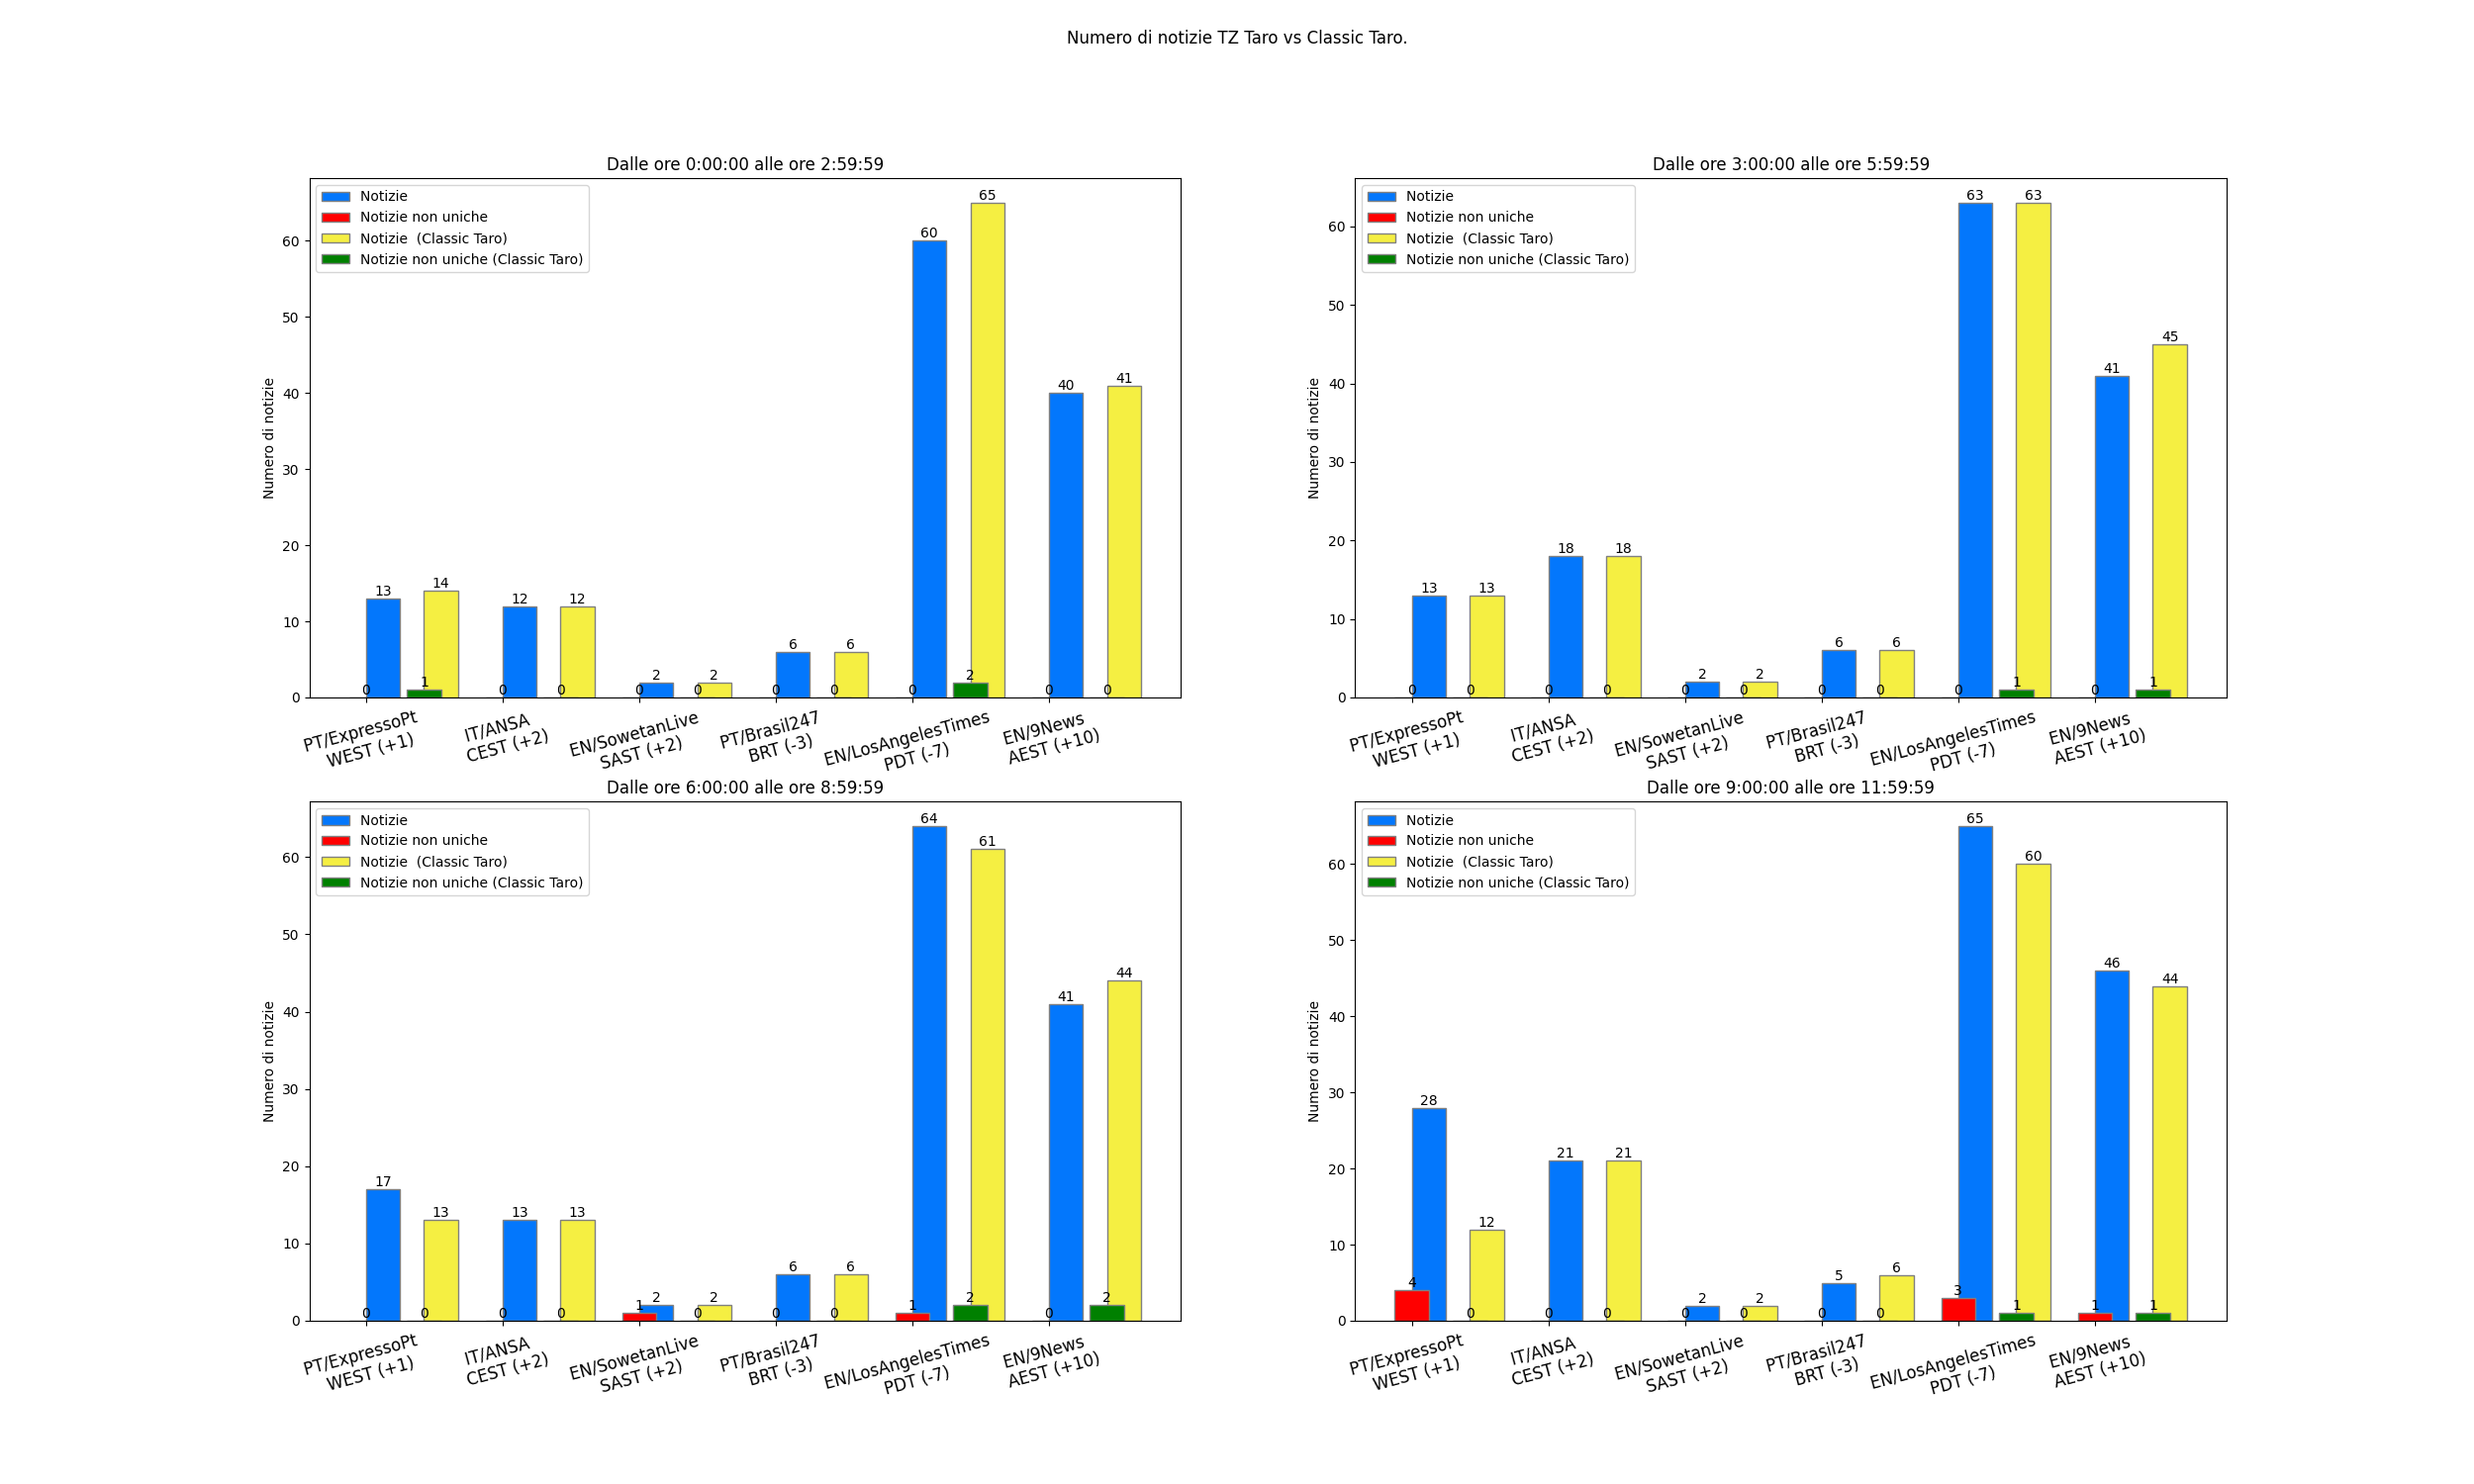 Numero di notizie TZ Taro vs Classic Taro.
Dalle ore 0:00:00 alle ore 2:59:59
Notizie
Notizie non uniche
Notizie  (Classic Taro)
Notizie non uniche (Classic Taro)
Numero di notizie
60
50
40
30
20
10
0
13 14 12 12 2 2 6 6 60 65 40 41
0 1 0 0 0 0 0 0 0 2 0 0
PT/ExpressoPt
WEST (+1)
IT/ANSA
CEST (+2)
EN/SowetanLive
SAST (+2)
PT/Brasil247
BRT (-3)
EN/LosAngelesTimes
PDT (-7)
EN/9News
AEST (+10)
Dalle ore 3:00:00 alle ore 5:59:59
Notizie
Notizie non uniche
Notizie  (Classic Taro)
Notizie non uniche (Classic Taro)
Numero di notizie
60
50
40
30
20
10
0
13 13 18 18 2 2 6 6 63 63 41 45
0 0 0 0 0 0 0 0 0 1 0 1
PT/ExpressoPt
WEST (+1)
IT/ANSA
CEST (+2)
EN/SowetanLive
SAST (+2)
PT/Brasil247
BRT (-3)
EN/LosAngelesTimes
PDT (-7)
EN/9News
AEST (+10)
Dalle ore 6:00:00 alle ore 8:59:59
Notizie
Notizie non uniche
Notizie  (Classic Taro)
Notizie non uniche (Classic Taro)
Numero di notizie
60
50
40
30
20
10
0
17 13 13 13 2 2 6 6 64 61 41 44
0 0 0 0 1 0 0 0 1 2 0 2
PT/ExpressoPt
WEST (+1)
IT/ANSA
CEST (+2)
EN/SowetanLive
SAST (+2)
PT/Brasil247
BRT (-3)
EN/LosAngelesTimes
PDT (-7)
EN/9News
AEST (+10)
Dalle ore 9:00:00 alle ore 11:59:59
Notizie
Notizie non uniche
Notizie  (Classic Taro)
Notizie non uniche (Classic Taro)
Numero di notizie
60
50
40
30
20
10
0
28 12 21 21 2 2 5 6 65 60 46 44
4 0 0 0 0 0 0 0 3 1 1 1
PT/ExpressoPt
WEST (+1)
IT/ANSA
CEST (+2)
EN/SowetanLive
SAST (+2)
PT/Brasil247
BRT (-3)
EN/LosAngelesTimes
PDT (-7)
EN/9News
AEST (+10)